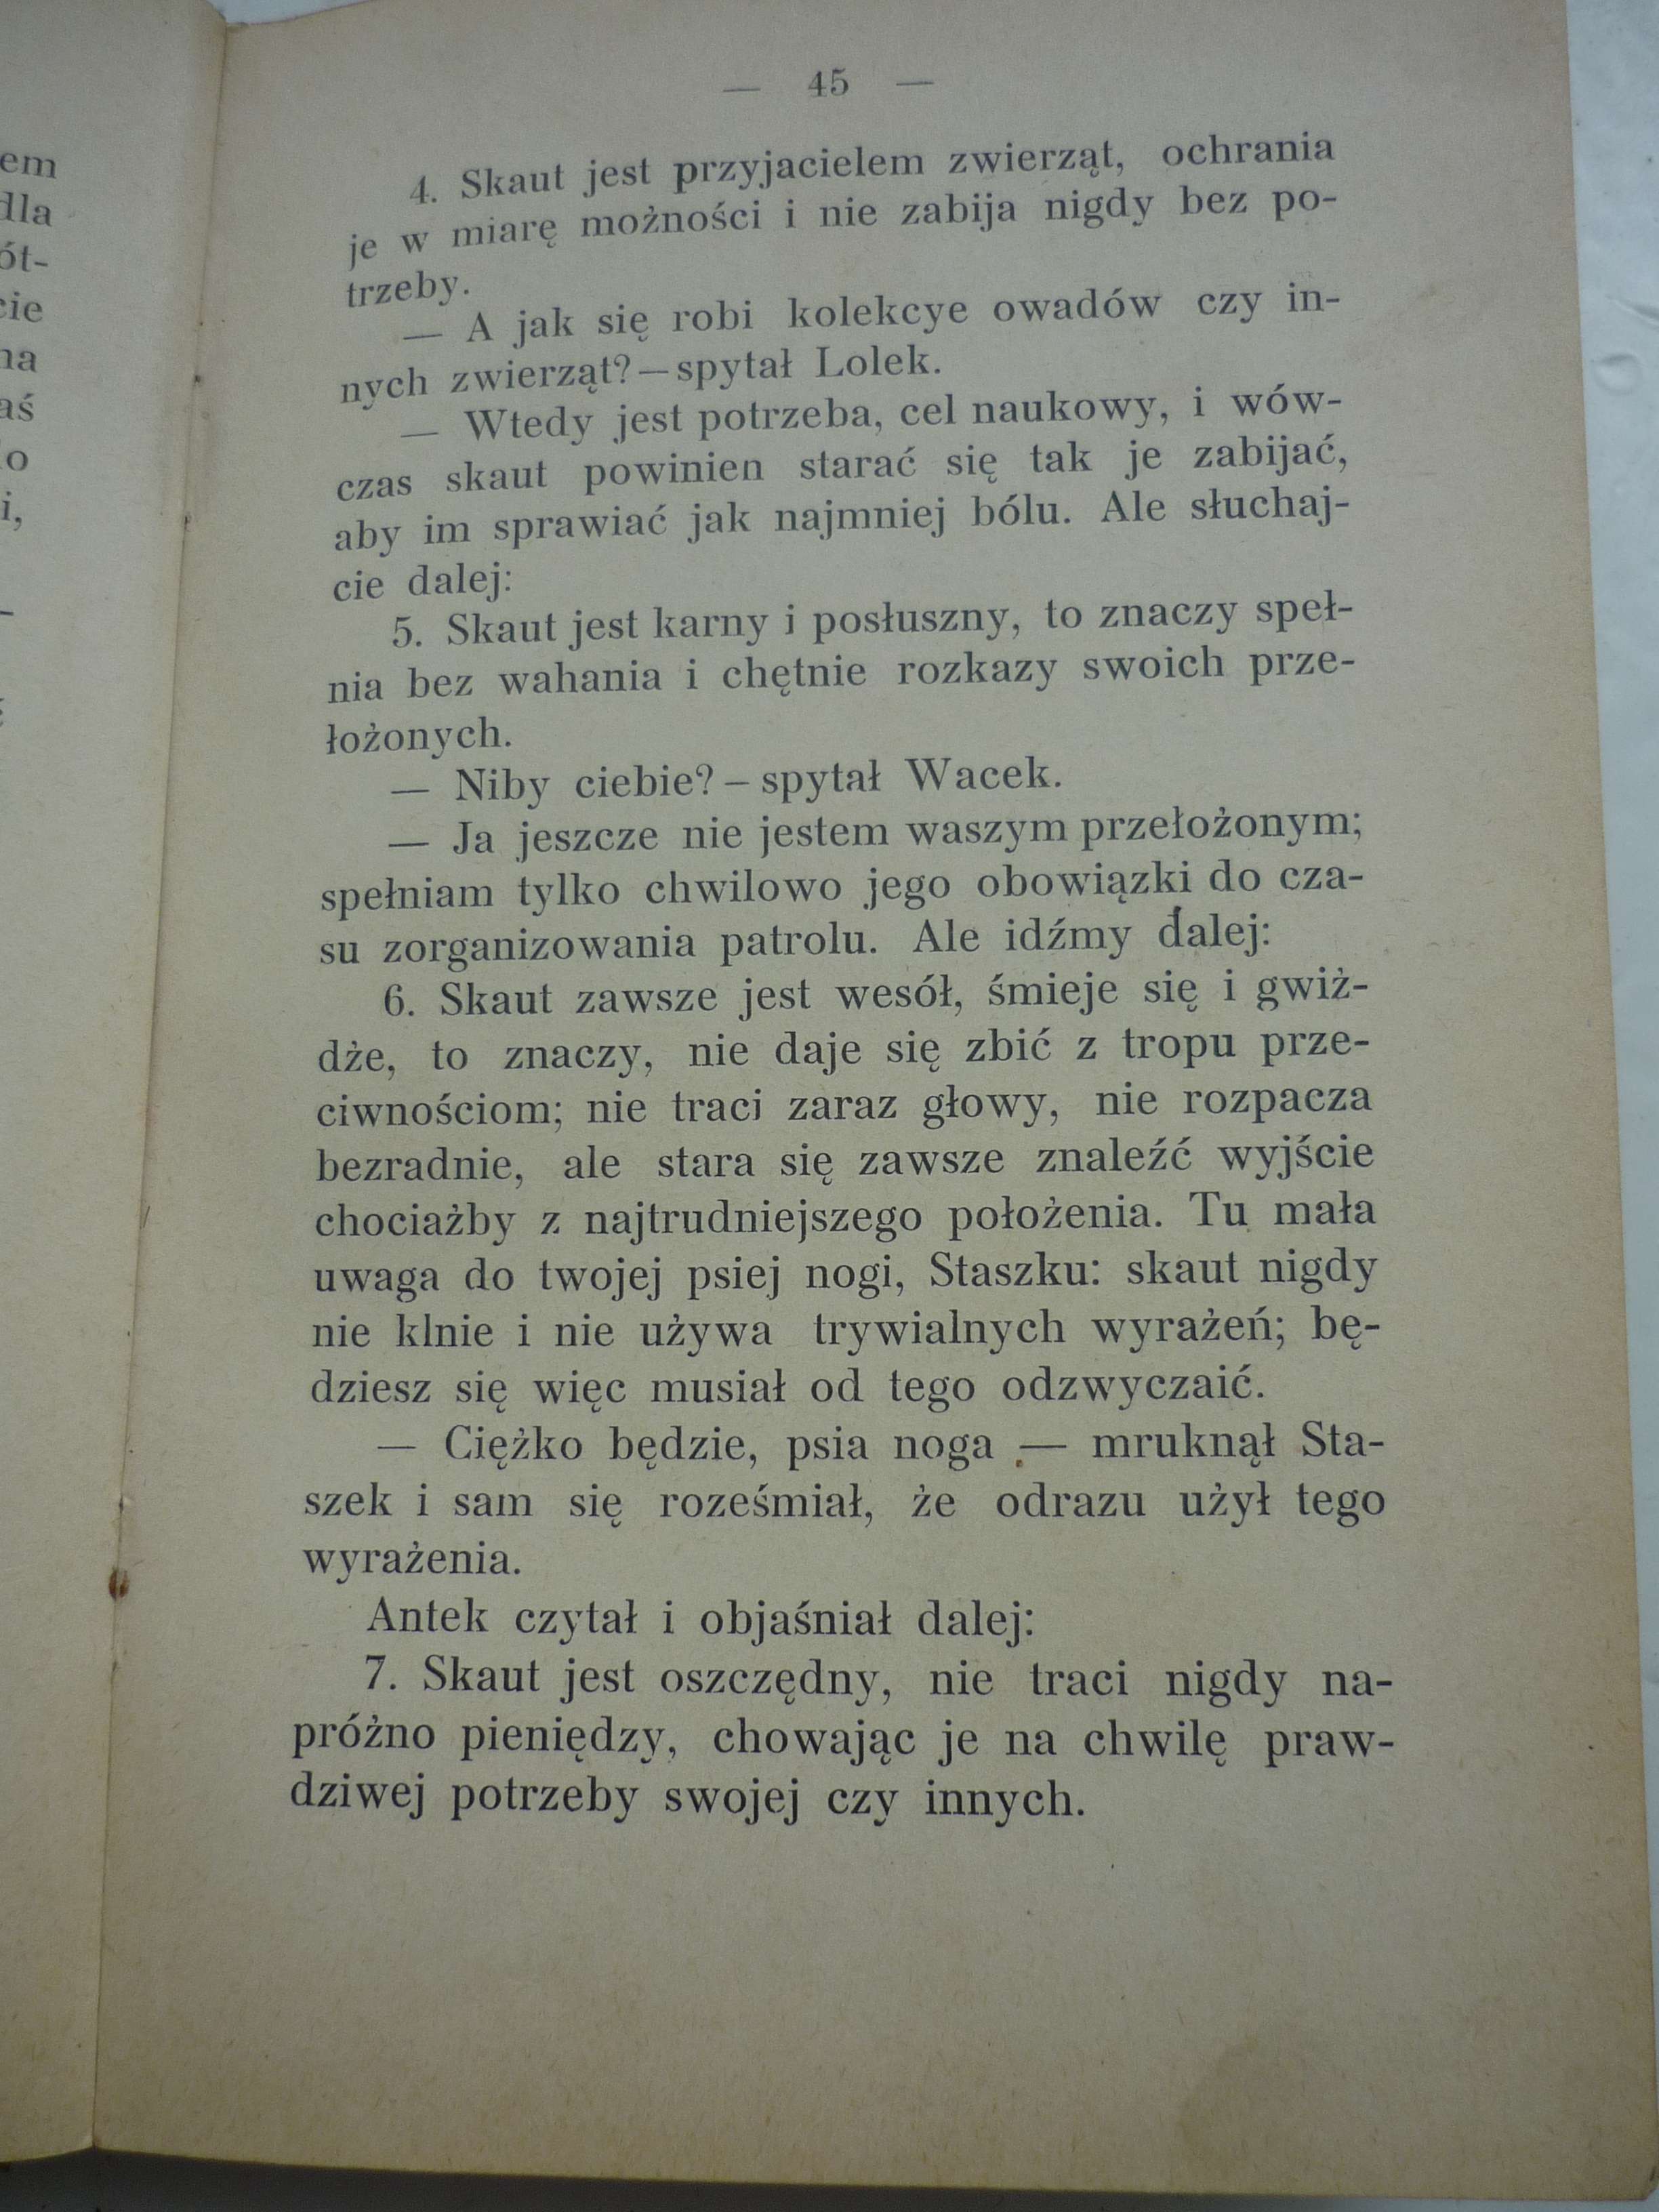 — 45 —
4. Skaut jest przyjacielem zwierząt, ochrania
je w miarę możności i nie zabija nigdy bez po-
trzeby.
— A jak się robi kolekcye owadów czy in-
nych zwierząt? — spytał Lolek.
— Wtedy jest potrzeba, cel naukowy, i wów-
czas skaut powinien starać się tak je zabijać,
aby im sprawiać jak najmniej bólu. Ale słuchaj-
cie dalej:
5. Skaut jest karny i posłuszny, to znaczy speł-
nia bez wahania i chętnie rozkazy swoich prze-
łożonych.
— Niby ciebie? – spytał Wacek.
— Ja jeszcze nie jestem waszym przełożonym;
spełniam tylko chwilowo jego obowiązki do cza-
su zorganizowania patrolu. Ale idźmy dalej:
6. Skaut zawsze jest wesół, śmieje się i gwiż-
dże, to znaczy, nie daje się zbić z tropu prze-
ciwnościom; nie traci zaraz głowy, nie rozpacza
bezradnie, ale stara się zawsze znaleźć wyjście
chociażby z najtrudniejszego położenia. Tu mała
uwaga do twojej psiej nogi, Staszku: skaut nigdy
nie klnie i nie używa trywialnych wyrażeń; bę-
dziesz się więc musiał od tego odzwyczaić.
— Ciężko będzie, psia noga — mruknął Sta-
szek i sam się roześmiał, że odrazu użył tego
wyrażenia.
Antek czytał i objaśniał dalej:
7. Skaut jest oszczędny, nie traci nigdy na-
próżno pieniędzy, chowając je na chwilę praw-
dziwej potrzeby swojej czy innych.
em
dla
ót-
cie
na
aś
o
i,